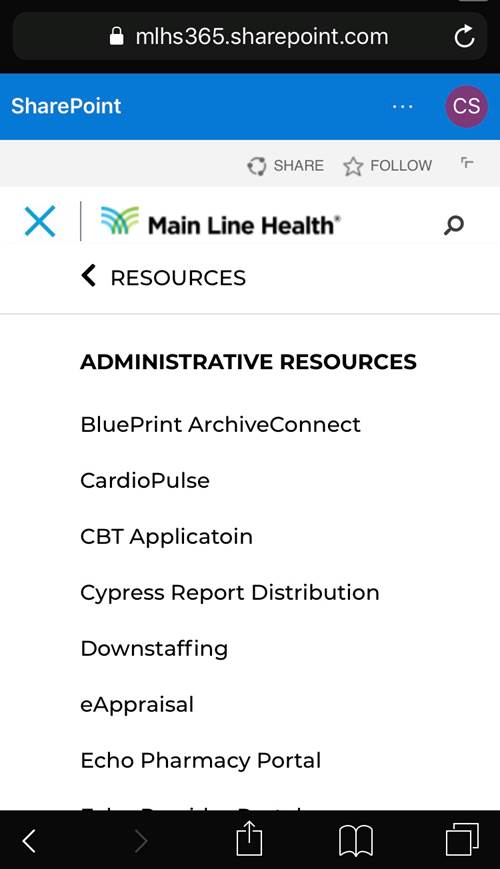 mlhs365.sharepoint.com
SharePoint
CS
SHARE
FOLLOW
Main Line Health®
RESOURCES
ADMINISTRATIVE RESOURCES
BluePrint ArchiveConnect
CardioPulse
CBT Applicatoin
Cypress Report Distribution
Downstaffing
eAppraisal
Echo Pharmacy Portal